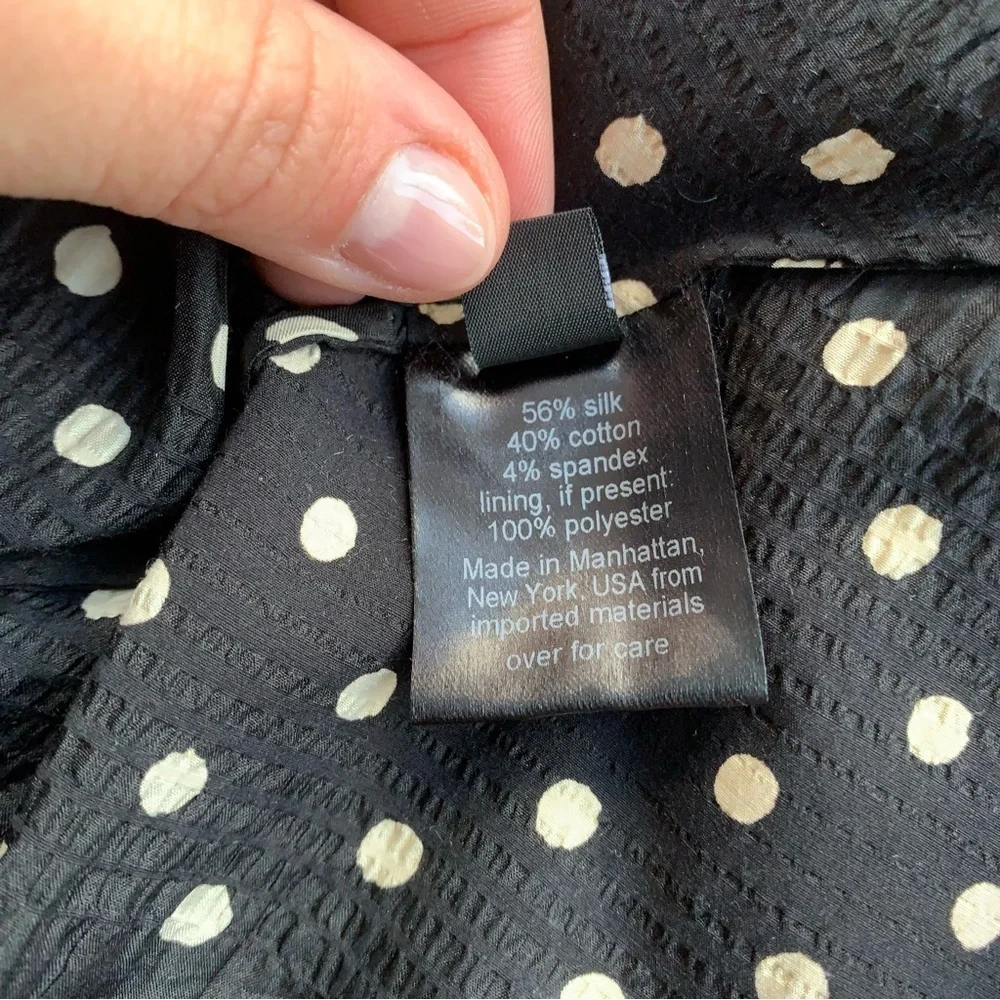 56% silk
40% cotton
4% spandex
lining, if present:
100% polyester
Made in Manhattan,
New York. USA from
imported materials
over for care